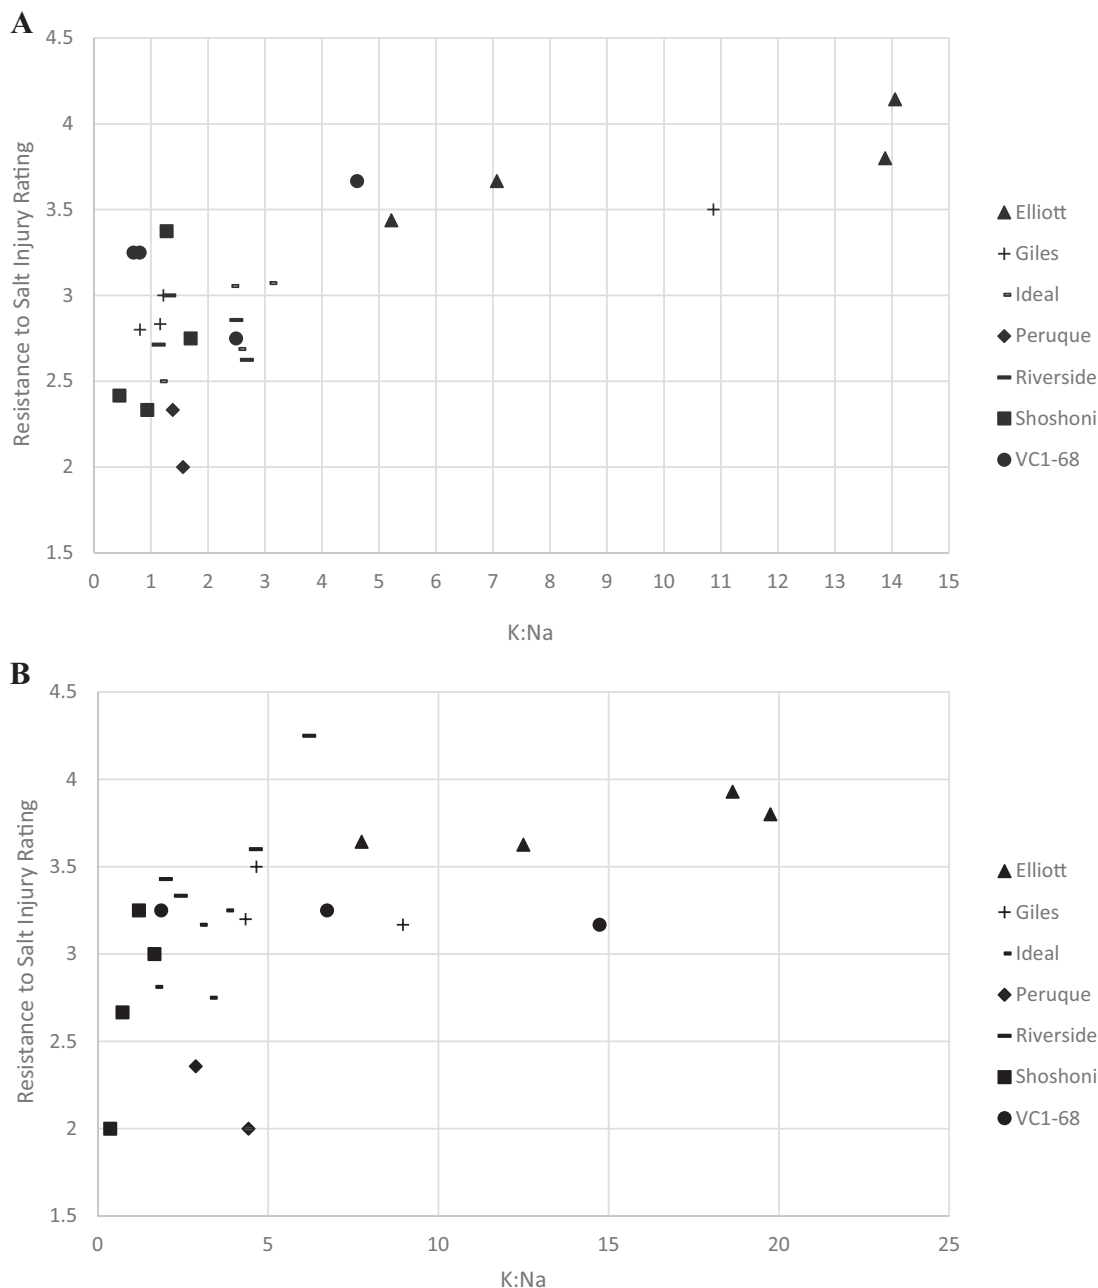 A
4.5
4
3.5
3
2.5
2
1.5
Resistance to Salt Injury Rating
0 1 2 3 4 5 6 7 8 9 10 11 12 13 14 15
K:Na
Elliott
Giles
Ideal
Peruque
Riverside
Shoshoni
VC1-68
B
4.5
4
3.5
3
2.5
2
1.5
Resistance to Salt Injury Rating
0 5 10 15 20 25
K:Na
Elliott
Giles
Ideal
Peruque
Riverside
Shoshoni
VC1-68